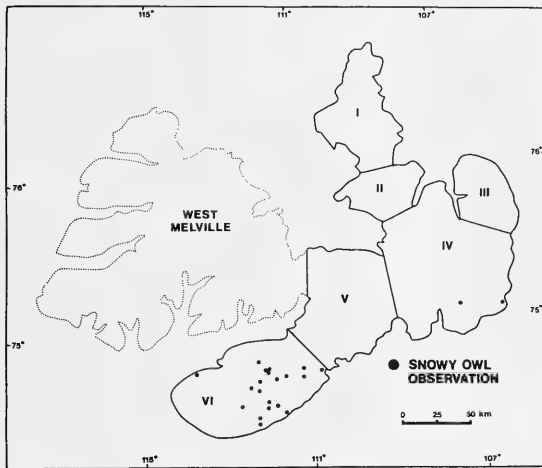 115° 111° 107°
I
76°
76°
II
III
WEST
MELVILLE
IV
V
75°
75°
SNOWY OWL
OBSERVATION
VI
0 25 50 km
115° 111° 107°